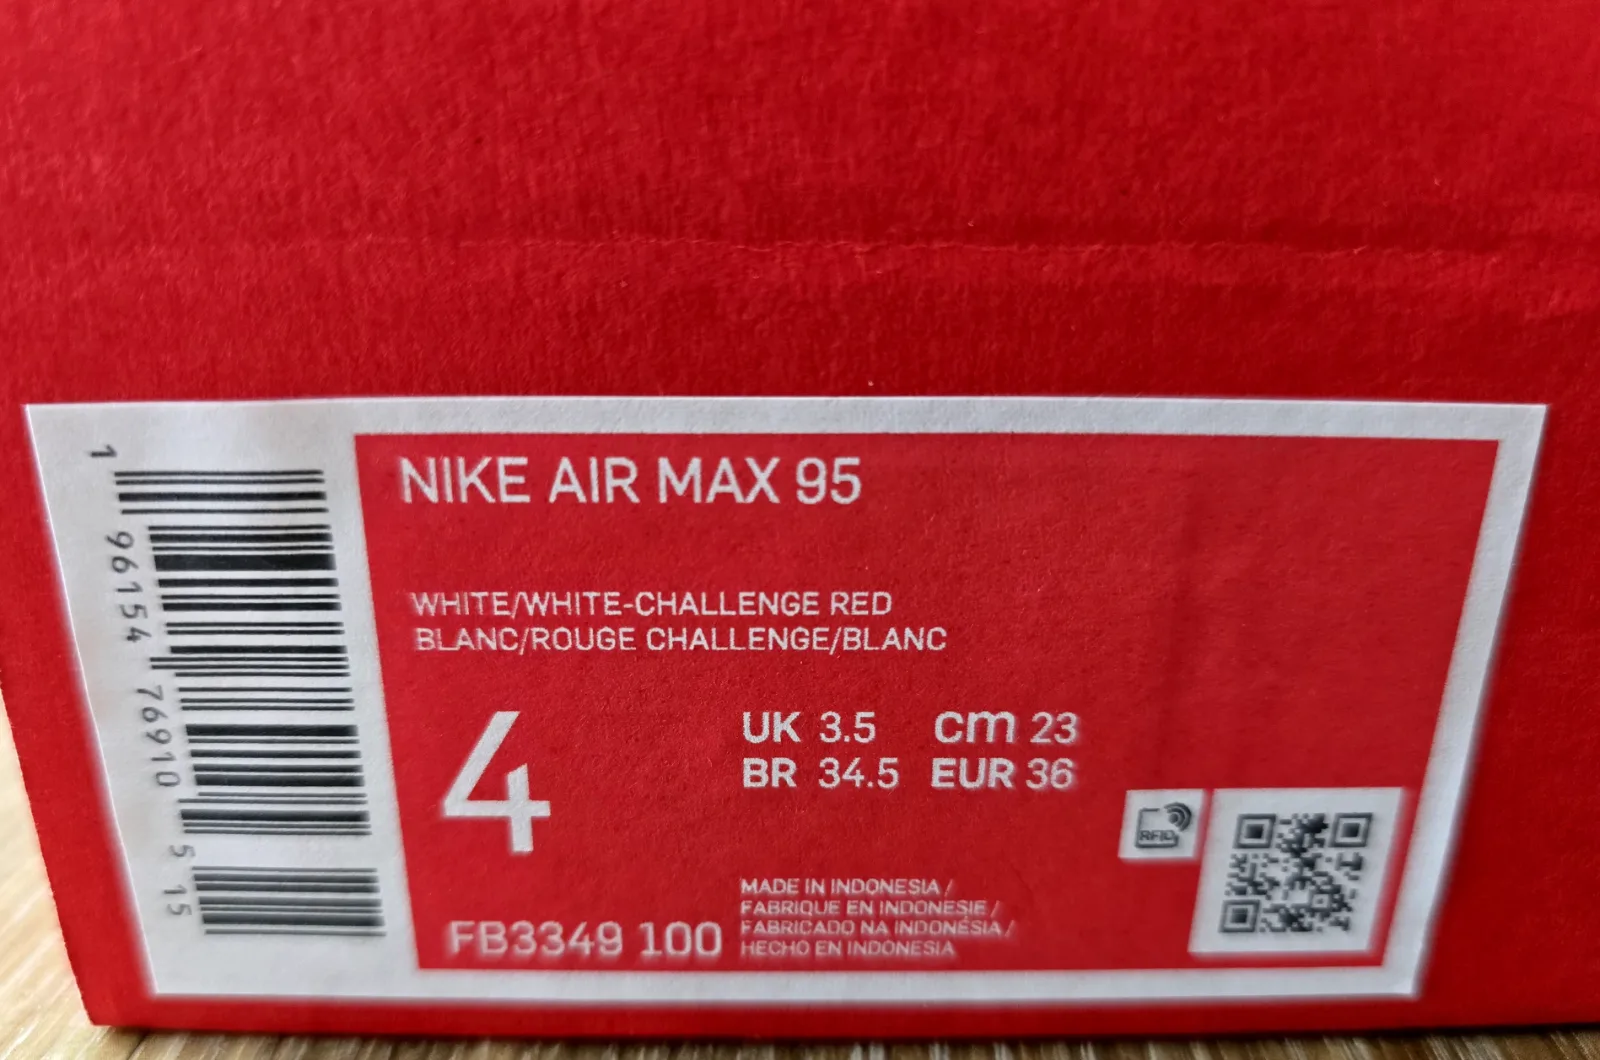 1 96154 76910 5 15
NIKE AIR MAX 95
WHITE/WHITE-CHALLENGE RED
BLANC/ROUGE CHALLENGE/BLANC
4
UK 3.5 cm 23
BR 34.5 EUR 36
FB3349 100
MADE IN INDONESIA /
FABRIQUE EN INDONESIE /
FABRICADO NA INDONÉSIA /
HECHO EN INDONESIA
RFID